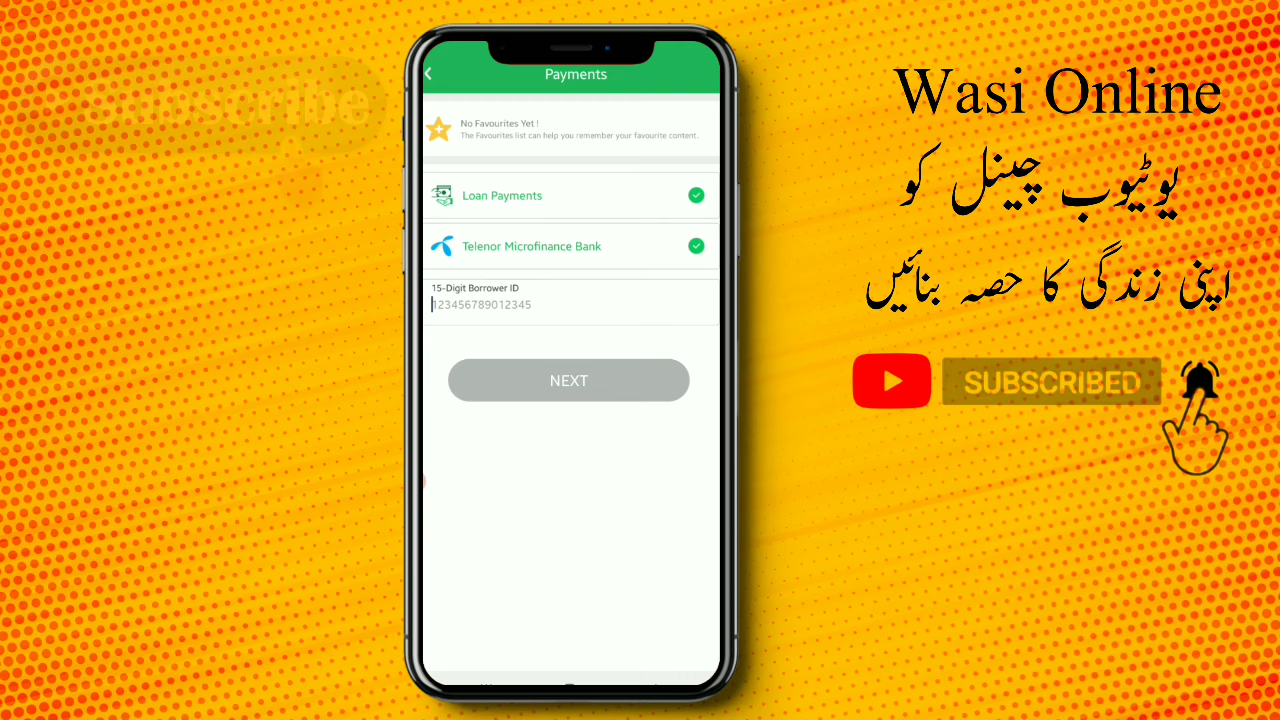 Subscribe
Payments
No Favourites Yet !
The Favourites list can help you remember your favourite content.
Loan Payments
Telenor Microfinance Bank
15-Digit Borrower ID
123456789012345
NEXT
Wasi Online
یوٹیوب چینل کو
اپنی زندگی کا حصہ بنائیں
SUBSCRIBED